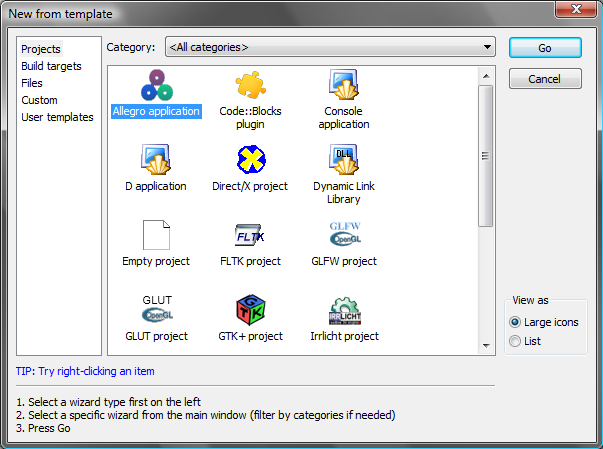 New from template
Projects
Build targets
Files
Custom
User templates
Category:
<All categories>
Go
Cancel
Allegro application
Code::Blocks
plugin
Console
application
D application
Direct/X project
DLL
Dynamic Link
Library
Empty project
FLTK
FLTK project
GLFW
OpenGL
GLFW project
GLUT
OpenGL
GLUT project
GTK
GTK+ project
IRRLICHT
Irrlicht project
View as
Large icons
List
TIP: Try right-clicking an item
1. Select a wizard type first on the left
2. Select a specific wizard from the main window (filter by categories if needed)
3. Press Go